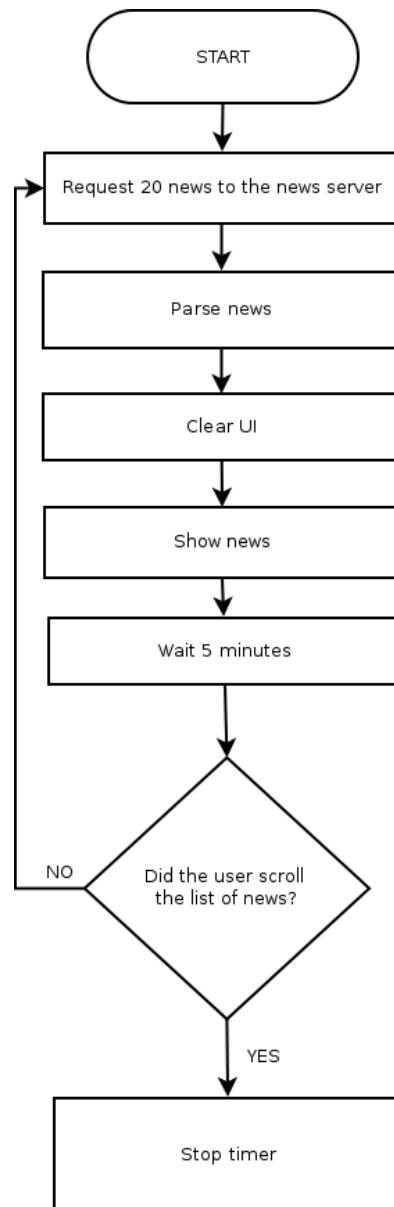 START
Request 20 news to the news server
Parse news
Clear UI
Show news
Wait 5 minutes
Did the user scroll
the list of news?
NO
YES
Stop timer